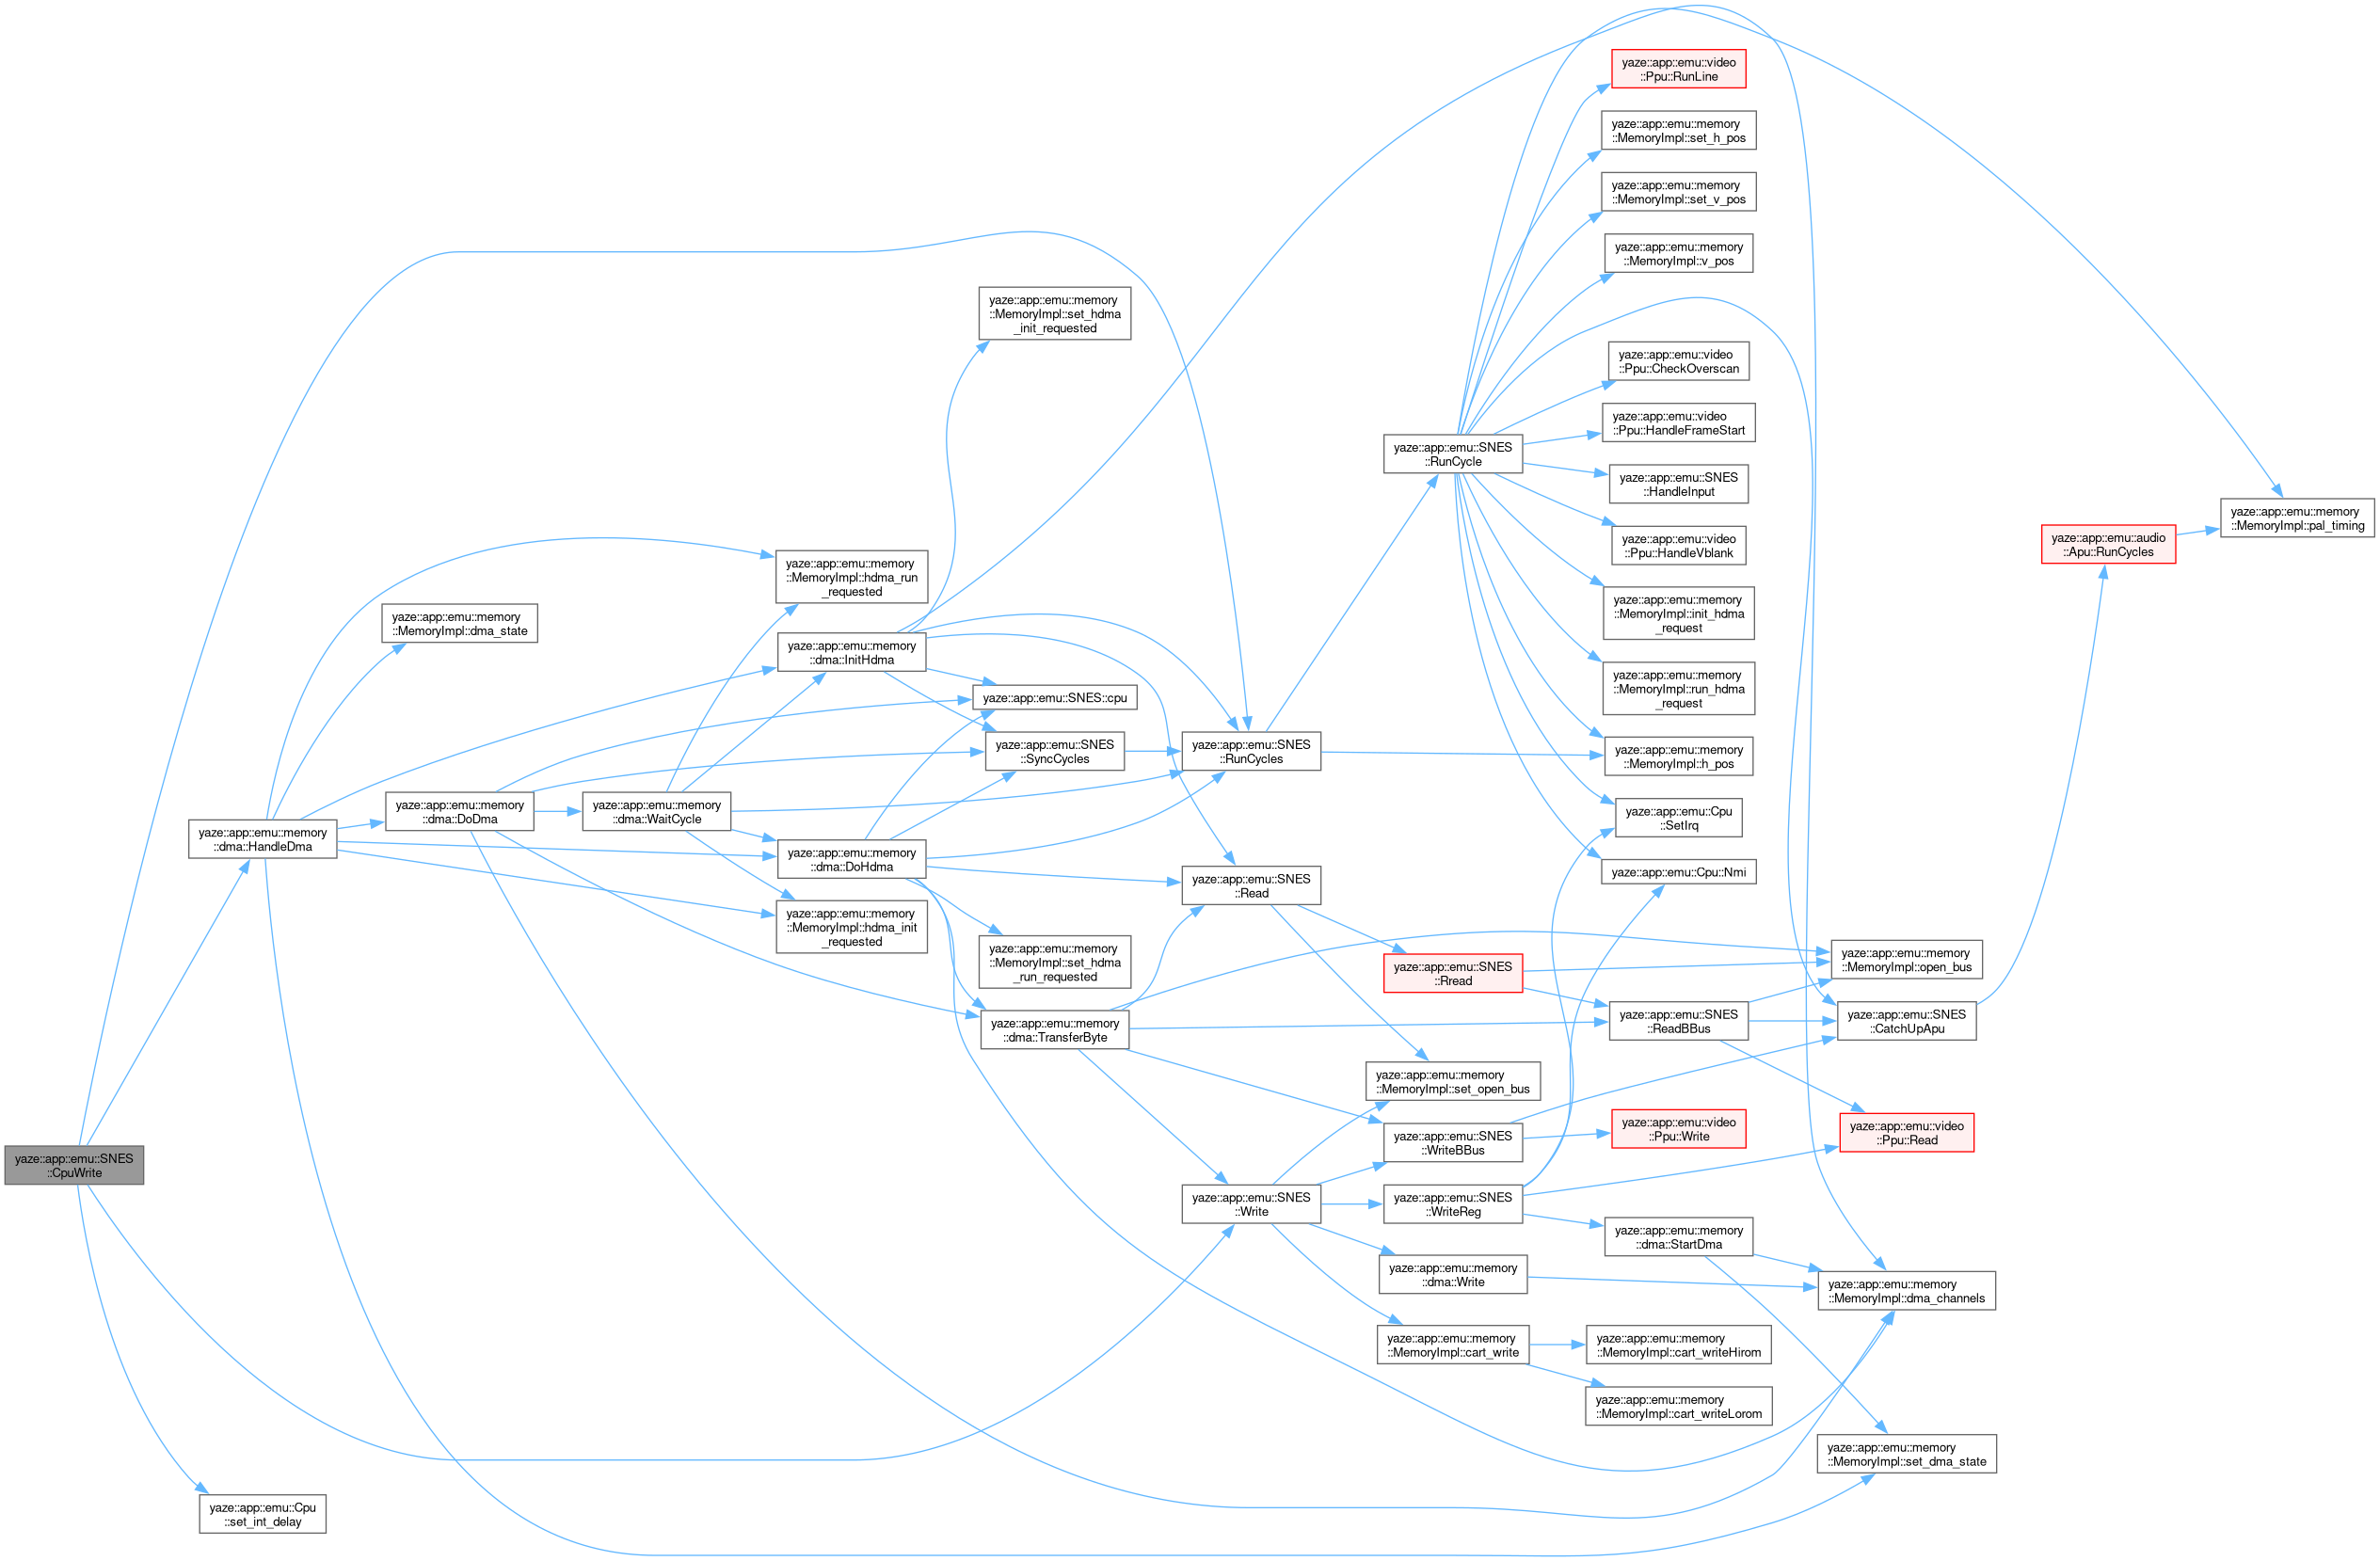 yaze::app::emu::SNES
::CpuWrite
yaze::app::emu::memory
::dma::HandleDma
yaze::app::emu::Cpu
::set_int_delay
yaze::app::emu::memory
::MemoryImpl::dma_state
yaze::app::emu::memory
::dma::DoDma
yaze::app::emu::memory
::dma::WaitCycle
yaze::app::emu::memory
::MemoryImpl::hdma_run
_requested
yaze::app::emu::memory
::dma::InitHdma
yaze::app::emu::memory
::dma::DoHdma
yaze::app::emu::memory
::MemoryImpl::hdma_init
_requested
yaze::app::emu::memory
::MemoryImpl::set_hdma
_init_requested
yaze::app::emu::SNES::cpu
yaze::app::emu::SNES
::SyncCycles
yaze::app::emu::memory
::MemoryImpl::set_hdma
_run_requested
yaze::app::emu::memory
::dma::TransferByte
yaze::app::emu::SNES
::RunCycles
yaze::app::emu::SNES
::Read
yaze::app::emu::SNES
::Write
yaze::app::emu::SNES
::RunCycle
yaze::app::emu::SNES
::Rread
yaze::app::emu::memory
::MemoryImpl::set_open_bus
yaze::app::emu::SNES
::WriteBBus
yaze::app::emu::SNES
::WriteReg
yaze::app::emu::memory
::dma::Write
yaze::app::emu::memory
::MemoryImpl::cart_write
yaze::app::emu::video
::Ppu::RunLine
yaze::app::emu::memory
::MemoryImpl::set_h_pos
yaze::app::emu::memory
::MemoryImpl::set_v_pos
yaze::app::emu::memory
::MemoryImpl::v_pos
yaze::app::emu::video
::Ppu::CheckOverscan
yaze::app::emu::video
::Ppu::HandleFrameStart
yaze::app::emu::SNES
::HandleInput
yaze::app::emu::video
::Ppu::HandleVblank
yaze::app::emu::memory
::MemoryImpl::init_hdma
_request
yaze::app::emu::memory
::MemoryImpl::run_hdma
_request
yaze::app::emu::memory
::MemoryImpl::h_pos
yaze::app::emu::Cpu
::SetIrq
yaze::app::emu::Cpu::Nmi
yaze::app::emu::SNES
::ReadBBus
yaze::app::emu::video
::Ppu::Write
yaze::app::emu::memory
::dma::StartDma
yaze::app::emu::memory
::MemoryImpl::cart_writeHirom
yaze::app::emu::memory
::MemoryImpl::cart_writeLorom
yaze::app::emu::memory
::MemoryImpl::open_bus
yaze::app::emu::SNES
::CatchUpApu
yaze::app::emu::video
::Ppu::Read
yaze::app::emu::memory
::MemoryImpl::dma_channels
yaze::app::emu::memory
::MemoryImpl::set_dma_state
yaze::app::emu::audio
::Apu::RunCycles
yaze::app::emu::memory
::MemoryImpl::pal_timing